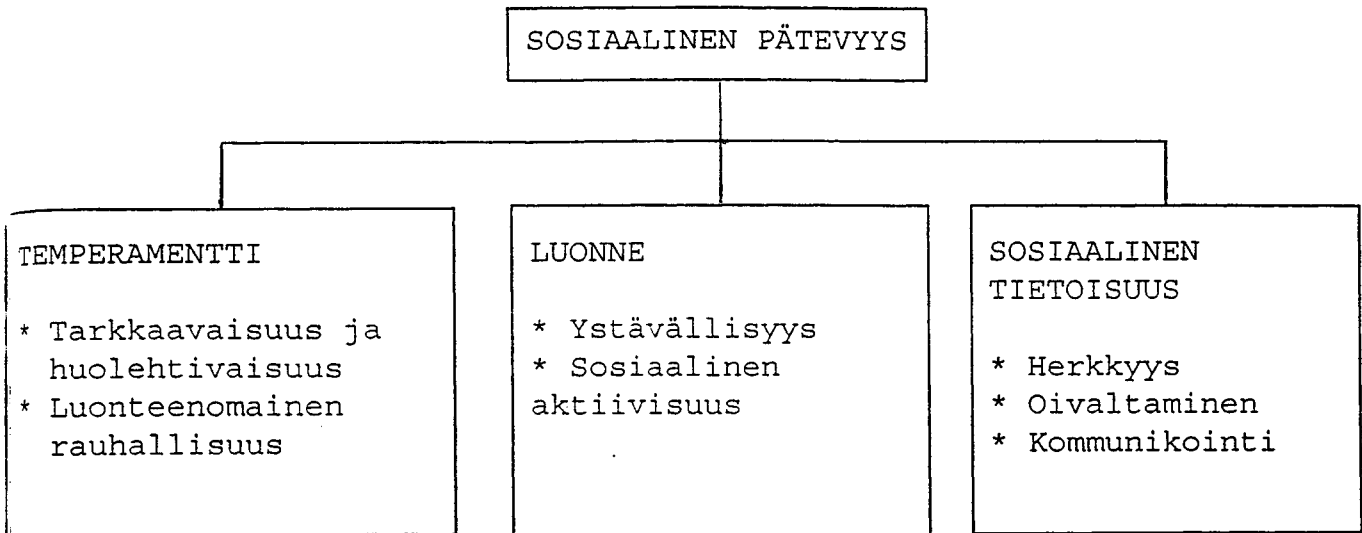 SOSIAALINEN PÄTEVYYS
TEMPERAMENTTI
* Tarkkaavaisuus ja
huolehtivaisuus
* Luonteenomainen
rauhallisuus
LUONNE
* Ystävällisyys
* Sosiaalinen
aktiivisuus
SOSIAALINEN
TIETOISUUS
* Herkkyys
* Oivaltaminen
* Kommunikointi